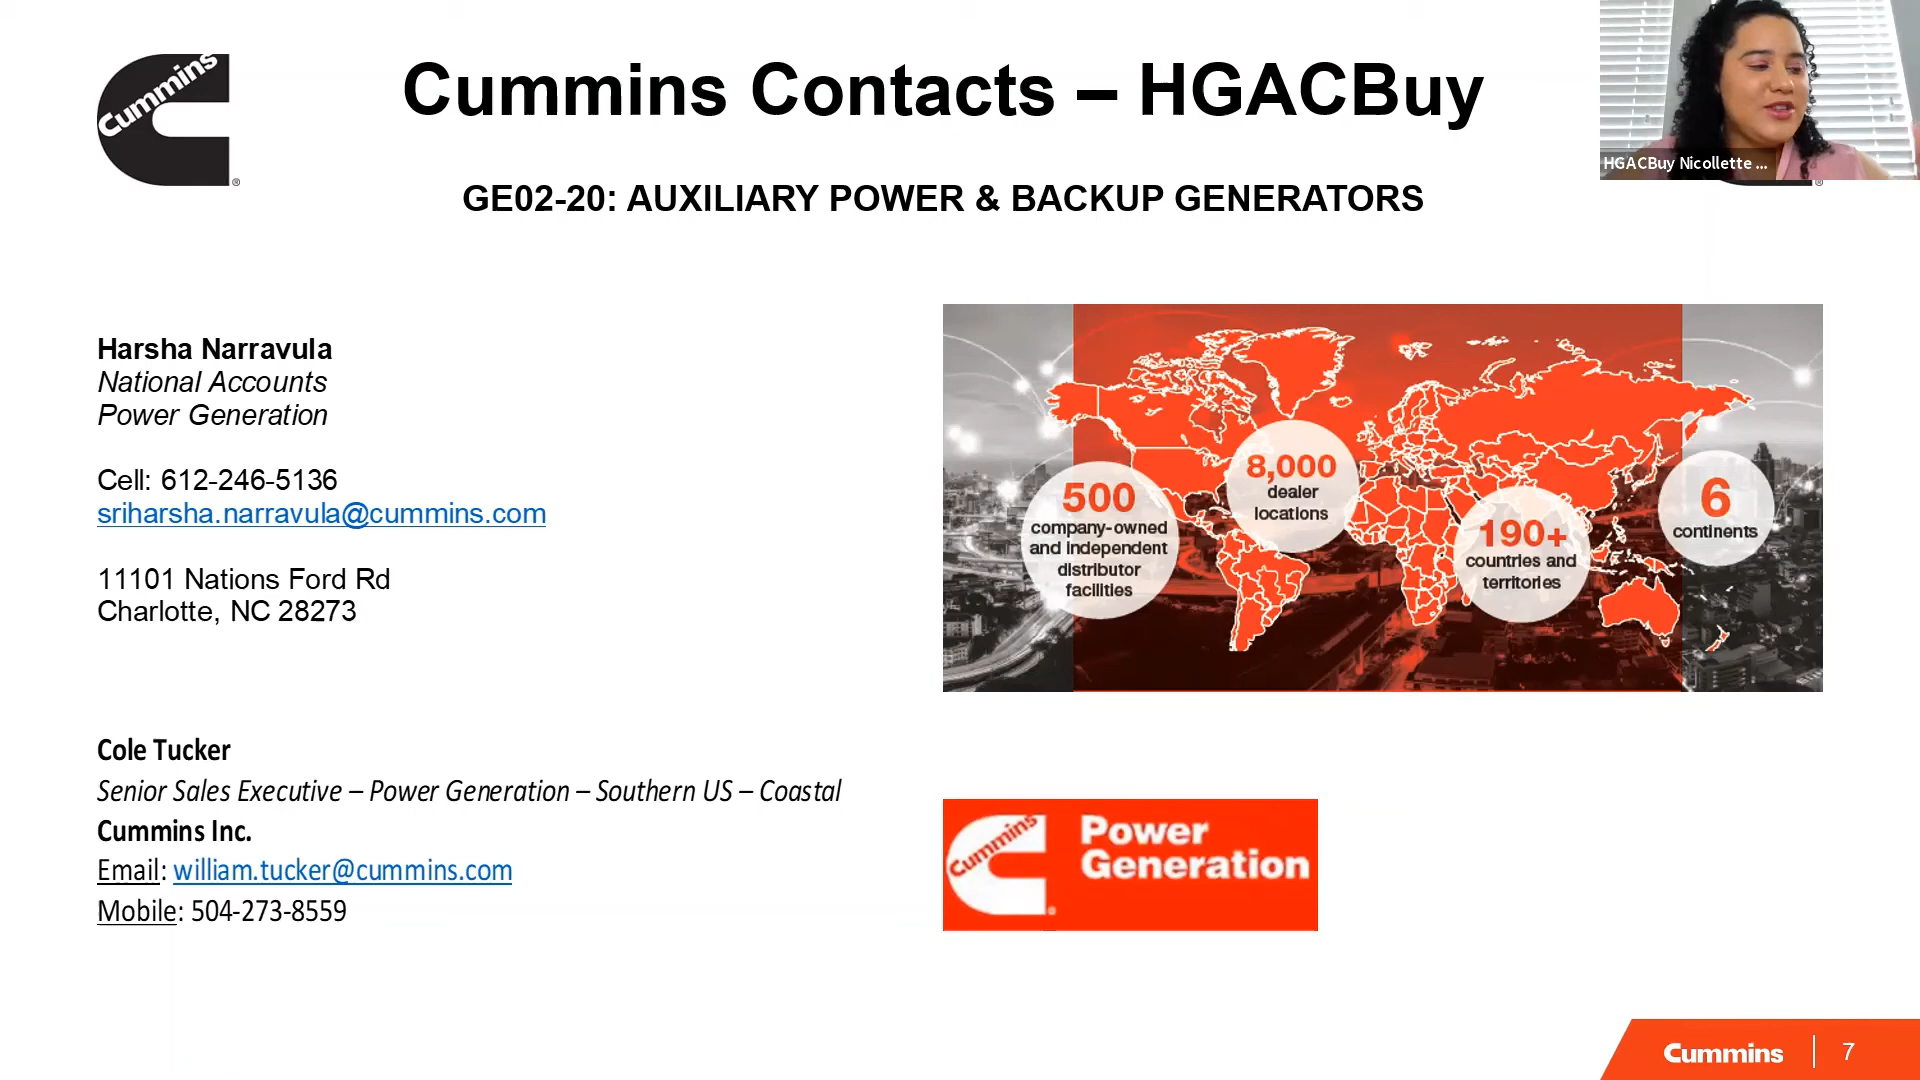 Cummins
®
Cummins Contacts – HGACBuy
HGACBuy Nicollette ...
®
GE02-20: AUXILIARY POWER & BACKUP GENERATORS
Harsha Narravula
National Accounts
Power Generation
Cell: 612-246-5136
sriharsha.narravula@cummins.com
11101 Nations Ford Rd
Charlotte, NC 28273
500
company-owned
and independent
distributor
facilities
8,000
dealer
locations
190+
countries and
territories
6
continents
Cole Tucker
Senior Sales Executive – Power Generation – Southern US – Coastal
Cummins Inc.
Email: william.tucker@cummins.com
Mobile: 504-273-8559
Cummins
®
Power
Generation
Cummins
7